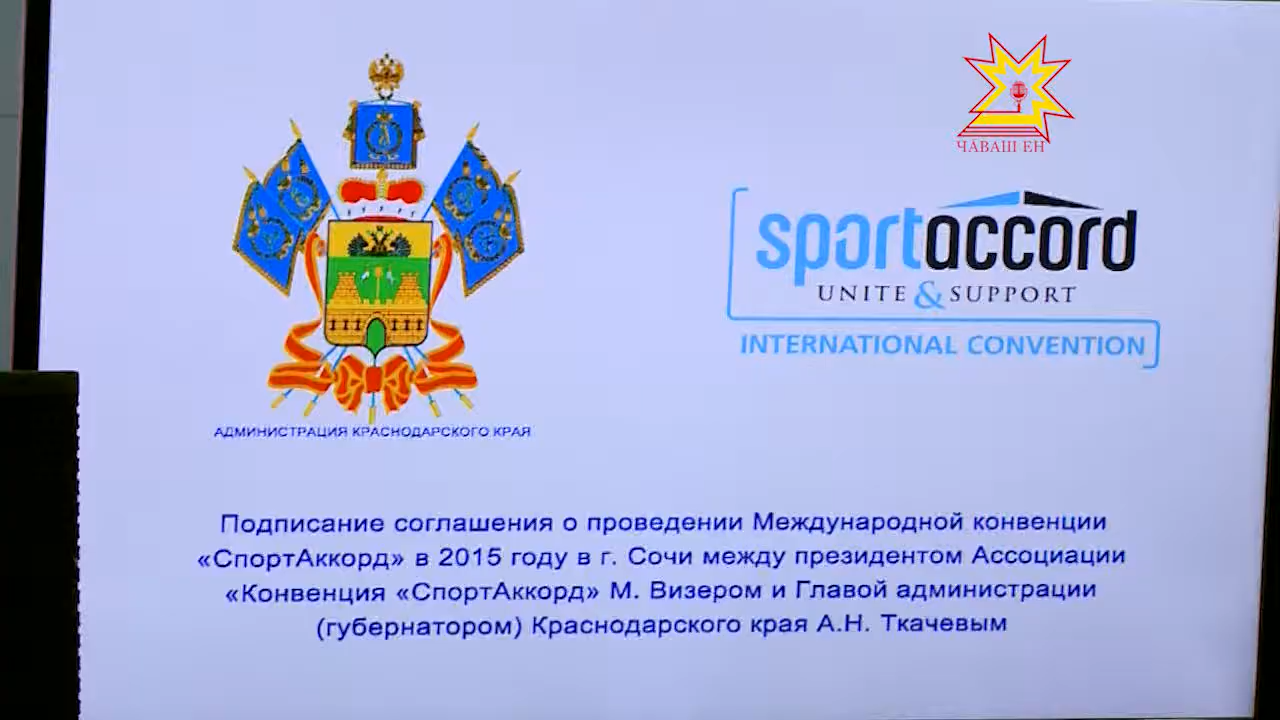 ЧĂВАШ ЕН
sportaccord
UNITE & SUPPORT
INTERNATIONAL CONVENTION
АДМИНИСТРАЦИЯ КРАСНОДАРСКОГО КРАЯ
Подписание соглашения о проведении Международной конвенции
«СпортАккорд» в 2015 году в г. Сочи между президентом Ассоциации
«Конвенция «СпортАккорд» М. Визером и Главой администрации
(губернатором) Краснодарского края А.Н. Ткачевым